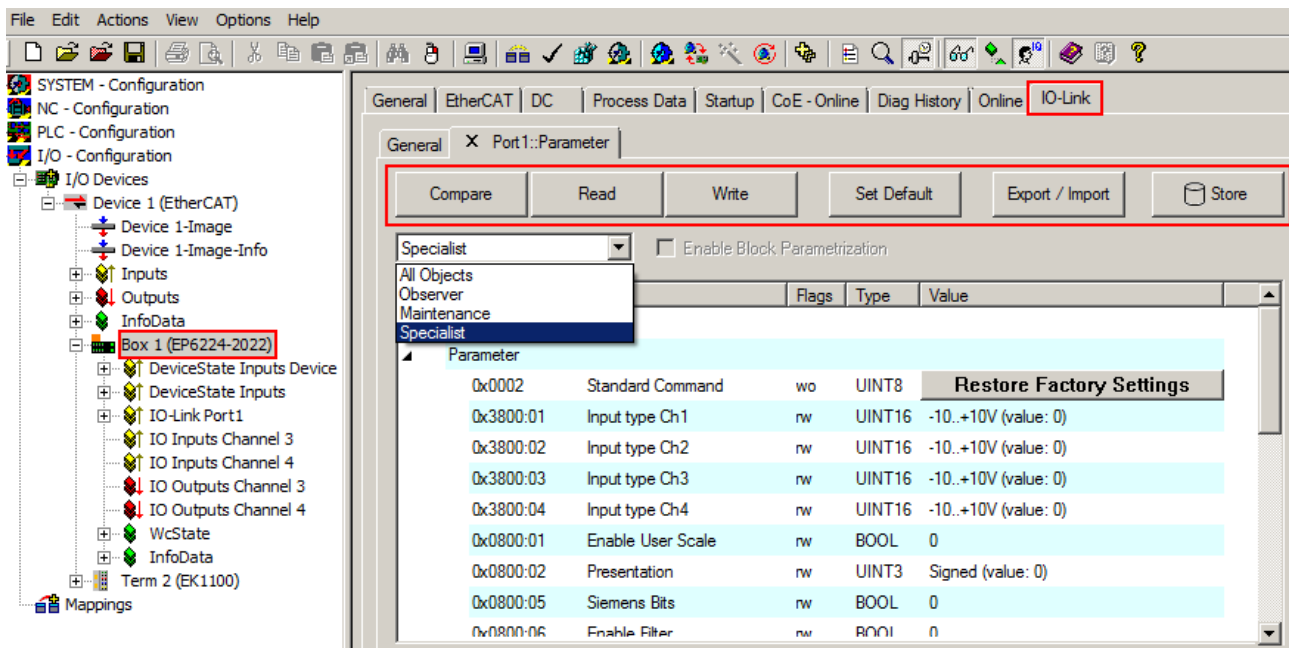 File Edit Actions View Options Help
SYSTEM - Configuration
NC - Configuration
PLC - Configuration
I/O - Configuration
I/O Devices
Device 1 (EtherCAT)
Device 1-Image
Device 1-Image-Info
Inputs
Outputs
InfoData
Box 1 (EP6224-2022)
DeviceState Inputs Device
DeviceState Inputs
IO-Link Port1
IO Inputs Channel 3
IO Inputs Channel 4
IO Outputs Channel 3
IO Outputs Channel 4
WcState
InfoData
Term 2 (EK1100)
Mappings
General EtherCAT DC Process Data Startup CoE - Online Diag History Online IO-Link
General X Port1::Parameter
Compare Read Write Set Default Export / Import Store
Specialist Enable Block Parametrization
All Objects
Observer
Maintenance
Specialist
Flags Type Value
Parameter
0x0002 Standard Command wo UINT8 Restore Factory Settings
0x3800:01 Input type Ch1 rw UINT16 -10..+10V (value: 0)
0x3800:02 Input type Ch2 rw UINT16 -10..+10V (value: 0)
0x3800:03 Input type Ch3 rw UINT16 -10..+10V (value: 0)
0x3800:04 Input type Ch4 rw UINT16 -10..+10V (value: 0)
0x0800:01 Enable User Scale rw BOOL 0
0x0800:02 Presentation rw UINT3 Signed (value: 0)
0x0800:05 Siemens Bits rw BOOL 0
0x0800:06 Enable Filter rw BOOL 0